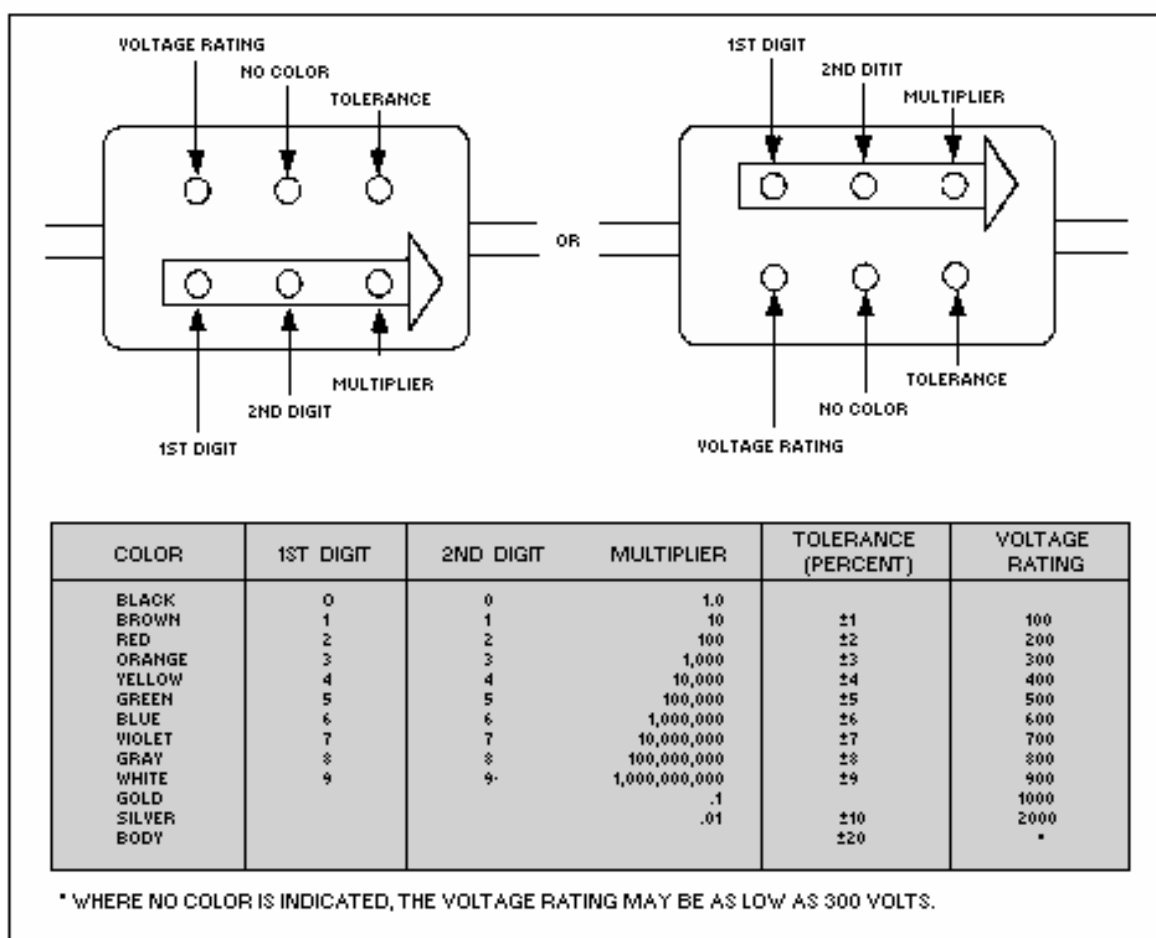 VOLTAGE RATING
NO COLOR
TOLERANCE
1ST DIGIT
2ND DITIT
MULTIPLIER
OR
MULTIPLIER
2ND DIGIT
1ST DIGIT
TOLERANCE
NO COLOR
VOLTAGE RATING
COLOR 1ST DIGIT 2ND DIGIT MULTIPLIER TOLERANCE (PERCENT) VOLTAGE RATING
BLACK 0 0 1.0
BROWN 1 1 10 ±1 100
RED 2 2 100 ±2 200
ORANGE 3 3 1,000 ±3 300
YELLOW 4 4 10,000 ±4 400
GREEN 5 5 100,000 ±5 500
BLUE 6 6 1,000,000 ±6 600
VIOLET 7 7 10,000,000 ±7 700
GRAY 8 8 100,000,000 ±8 800
WHITE 9 9 1,000,000,000 ±9 900
GOLD .1 1000
SILVER .01 ±10 2000
BODY ±20 *
* WHERE NO COLOR IS INDICATED, THE VOLTAGE RATING MAY BE AS LOW AS 300 VOLTS.